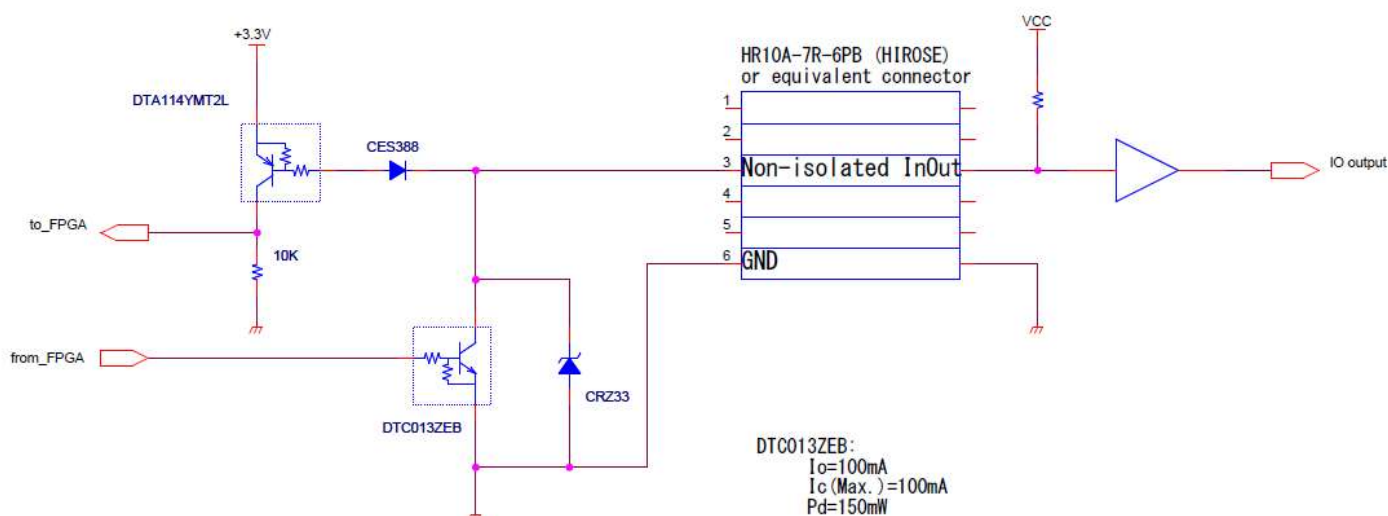 +3.3V
VCC
HR10A-7R-6PB (HIROSE)
or equivalent connector
DTA114YMT2L
1
CES388
2
3 Non-isolated InOut
IO output
4
to_FPGA
5
10K
6 GND
from_FPGA
CRZ33
DTC013ZEB
DTC013ZEB:
Io=100mA
Ic(Max.)=100mA
Pd=150mW